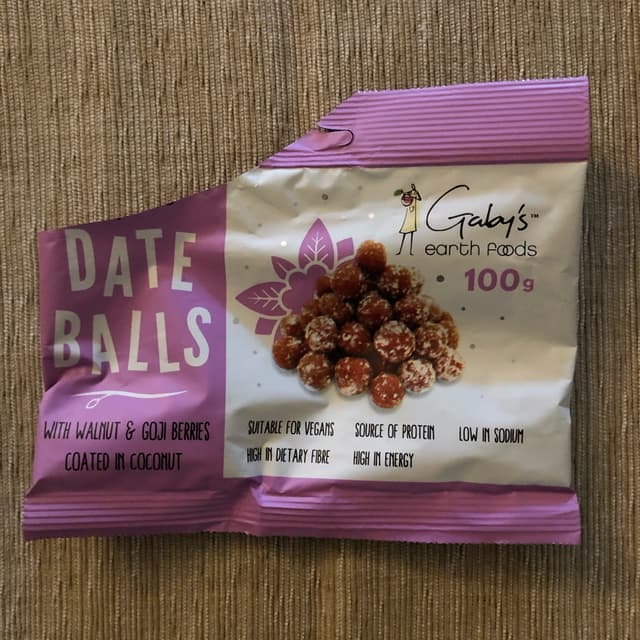 DATE
BALLS
WITH WALNUT & GOJI BERRIES
COATED IN COCONUT
Gaby's™
earth foods
100g
SUITABLE FOR VEGANS SOURCE OF PROTEIN LOW IN SODIUM
HIGH IN DIETARY FIBRE HIGH IN ENERGY